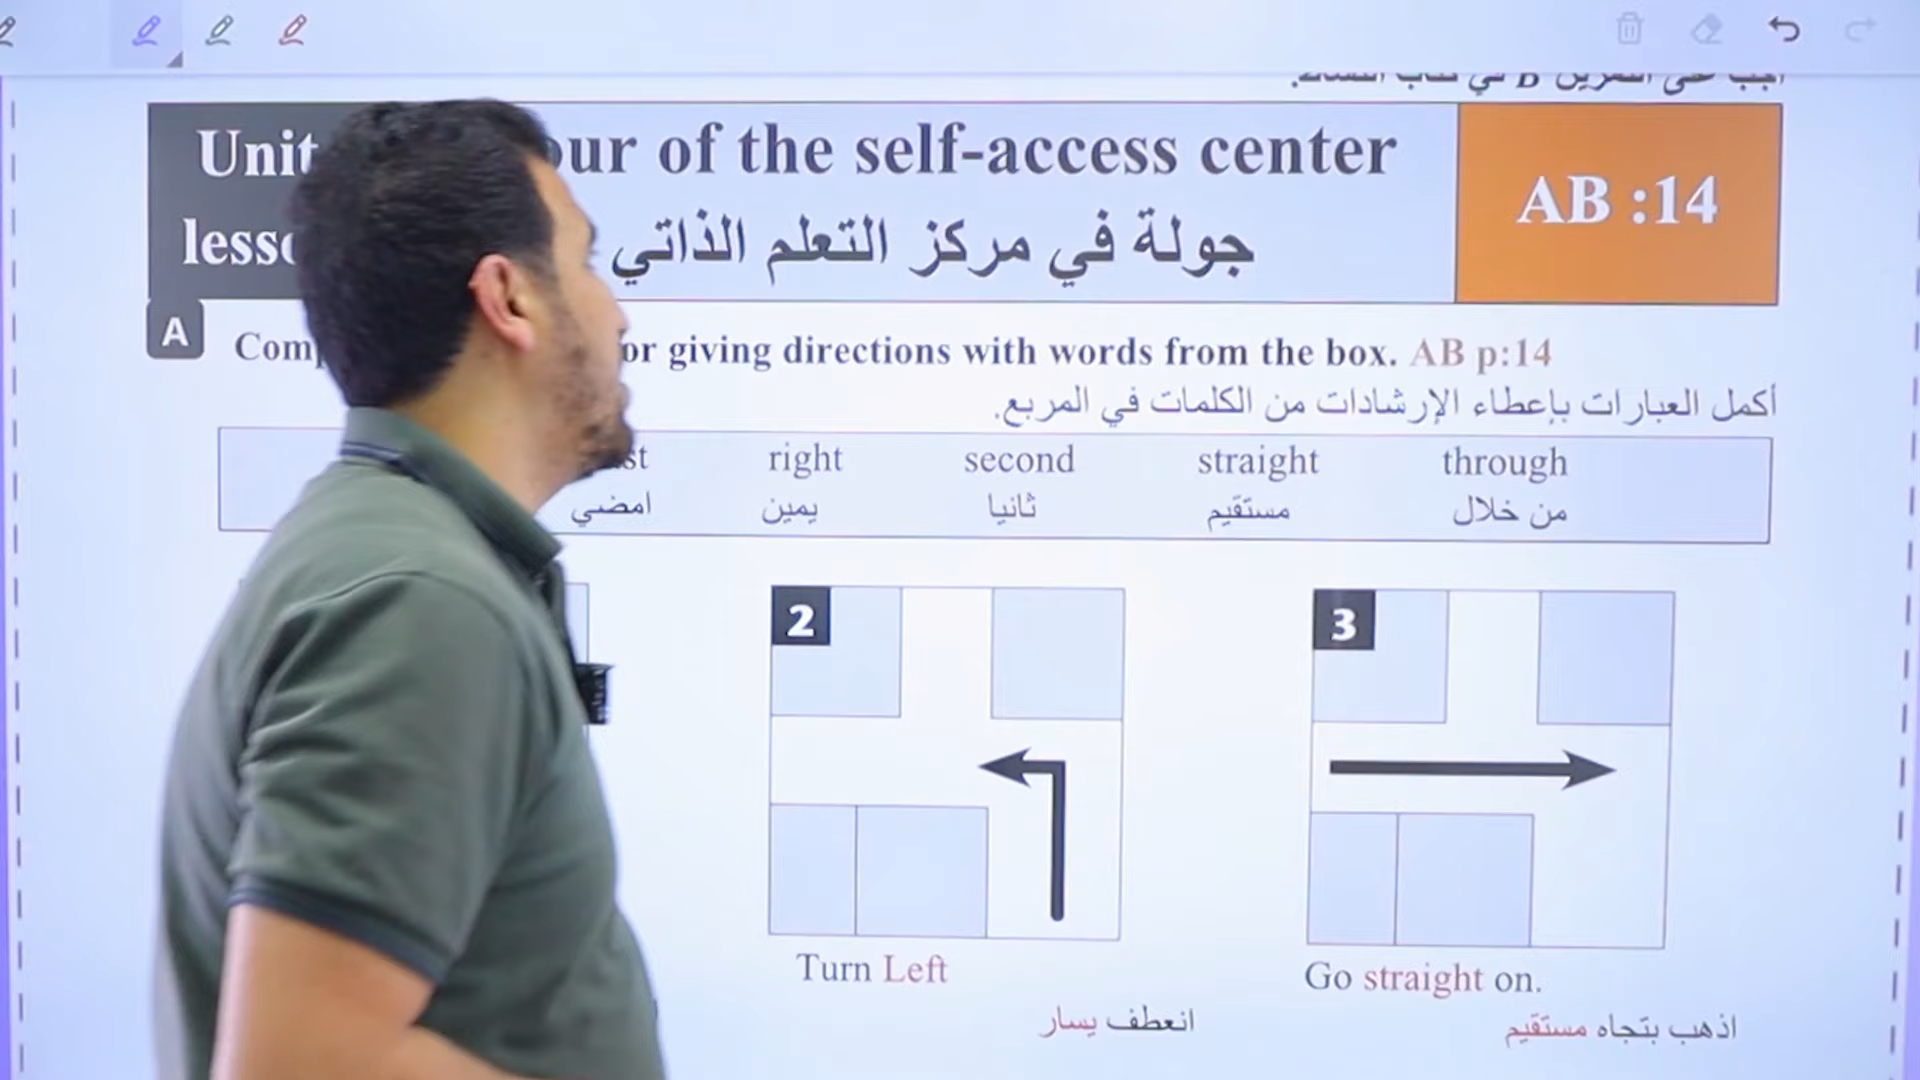 Unit
our of the self-access center
AB :14
جولة في مركز التعلم الذاتي
A
or giving directions with words from the box. AB p:14
أكمل العبارات بإعطاء الإرشادات من الكلمات في المربع.
right second straight through
امضي يمين ثانيا مستقيم من خلال
2 3
Turn Left
Go straight on.
انعطف يسار
اذهب بتجاه مستقيم